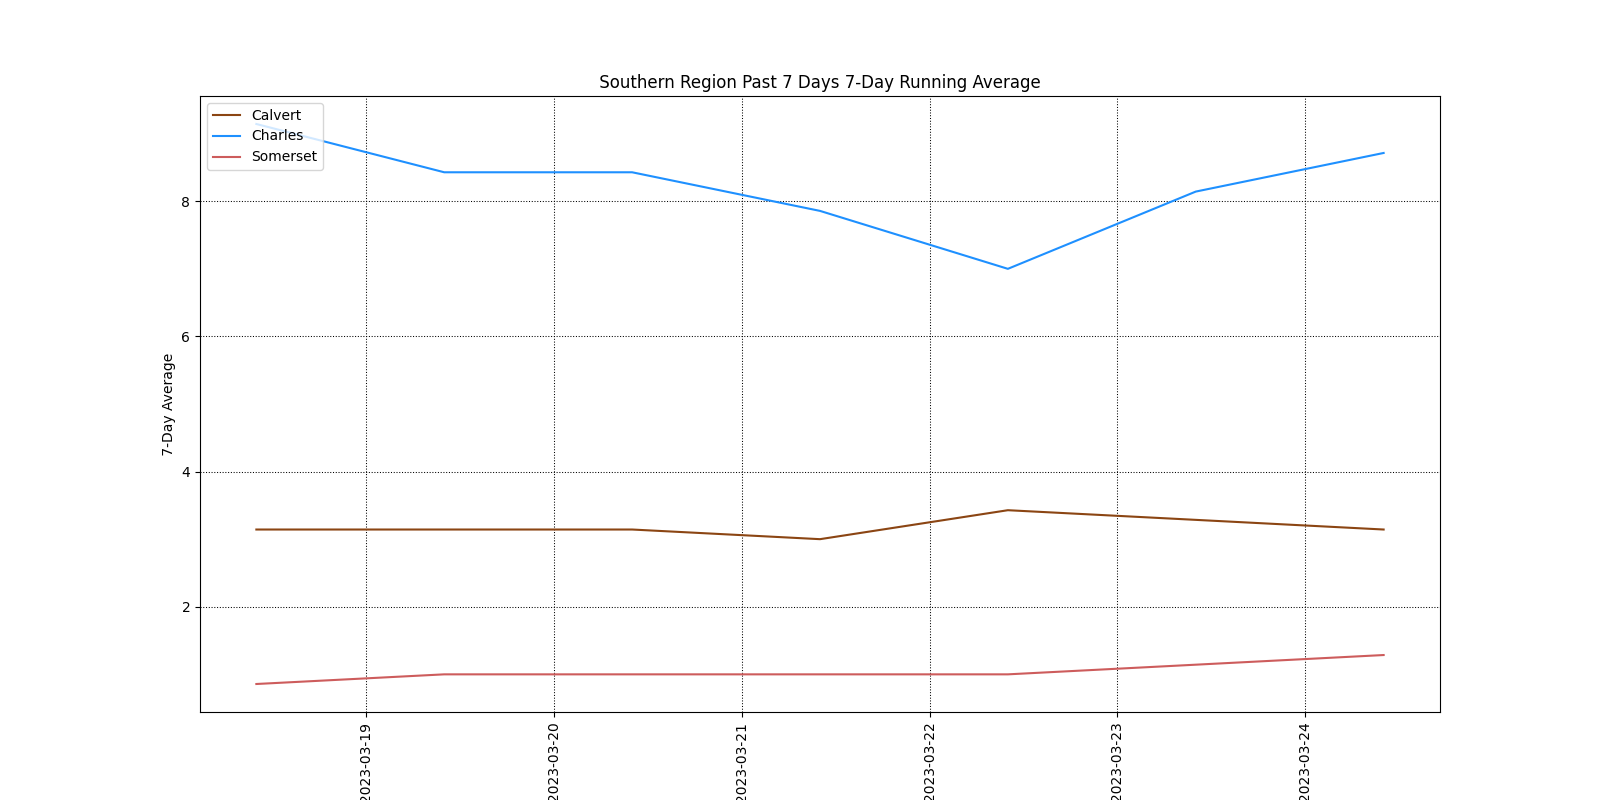 Southern Region Past 7 Days 7-Day Running Average
Calvert
Charles
Somerset
7-Day Average
8
6
4
2
2023-03-19
2023-03-20
2023-03-21
2023-03-22
2023-03-23
2023-03-24